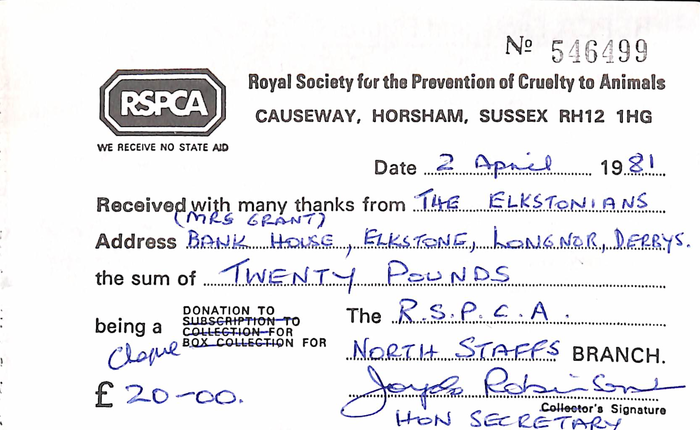 Nº 546499
RSPCA
Royal Society for the Prevention of Cruelty to Animals
CAUSEWAY, HORSHAM, SUSSEX RH12 1HG
WE RECEIVE NO STATE AID
Date 2 April 1981
Received with many thanks from THE ELKSTONIANS
(MRS GRANT)
Address BANK HOUSE, ELKSTONE, LONGNOR, DERBYS.
the sum of TWENTY POUNDS
being a DONATION TO
SUBSCRIPTION TO
COLLECTION FOR
BOX COLLECTION FOR
The R.S.P.C.A.
Cheque
NORTH STAFFS BRANCH.
£ 20-00.
Robinson
Collector's Signature
HON SECRETARY